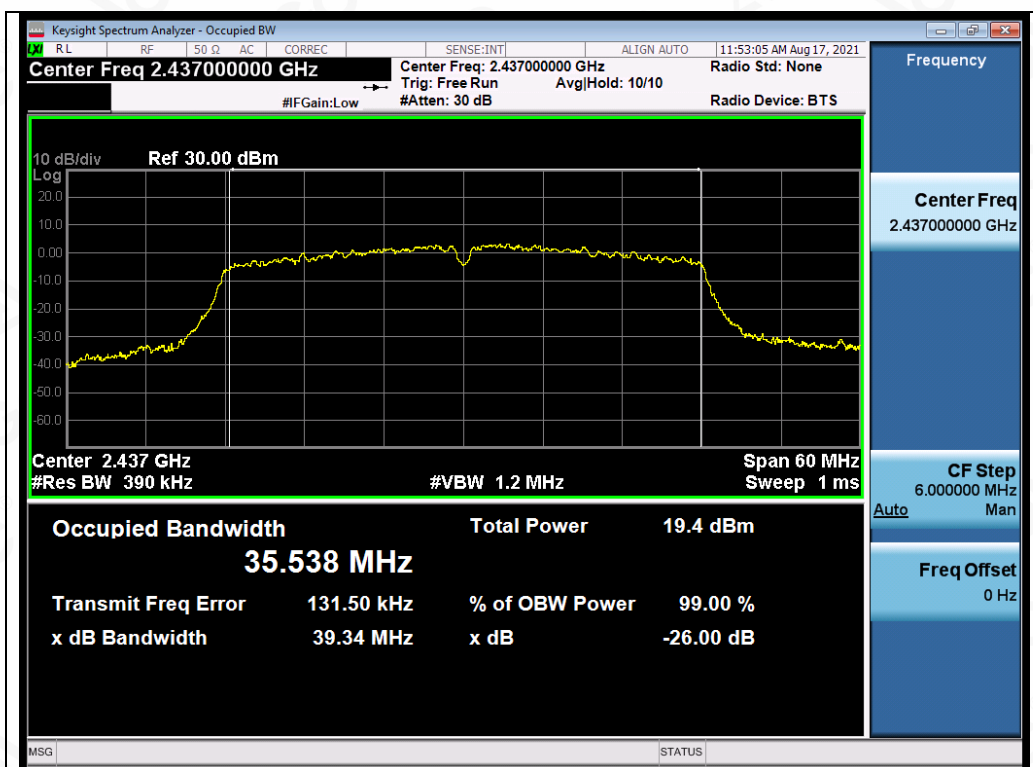 Keysight Spectrum Analyzer - Occupied BW
LXI RL RF 50 Ω AC CORREC SENSE:INT ALIGN AUTO 11:53:05 AM Aug 17, 2021
Center Freq 2.437000000 GHz Center Freq: 2.437000000 GHz Radio Std: None
Trig: Free Run Avg|Hold: 10/10
#IFGain:Low #Atten: 30 dB Radio Device: BTS
Frequency
10 dB/div Ref 30.00 dBm
Log
20.0
10.0
0.00
-10.0
-20.0
-30.0
-40.0
-50.0
-60.0
Center 2.437 GHz Span 60 MHz
#Res BW 390 kHz #VBW 1.2 MHz Sweep 1 ms
Center Freq
2.437000000 GHz
CF Step
6.000000 MHz
Auto Man
Freq Offset
0 Hz
Occupied Bandwidth Total Power 19.4 dBm
35.538 MHz
Transmit Freq Error 131.50 kHz % of OBW Power 99.00 %
x dB Bandwidth 39.34 MHz x dB -26.00 dB
MSG STATUS